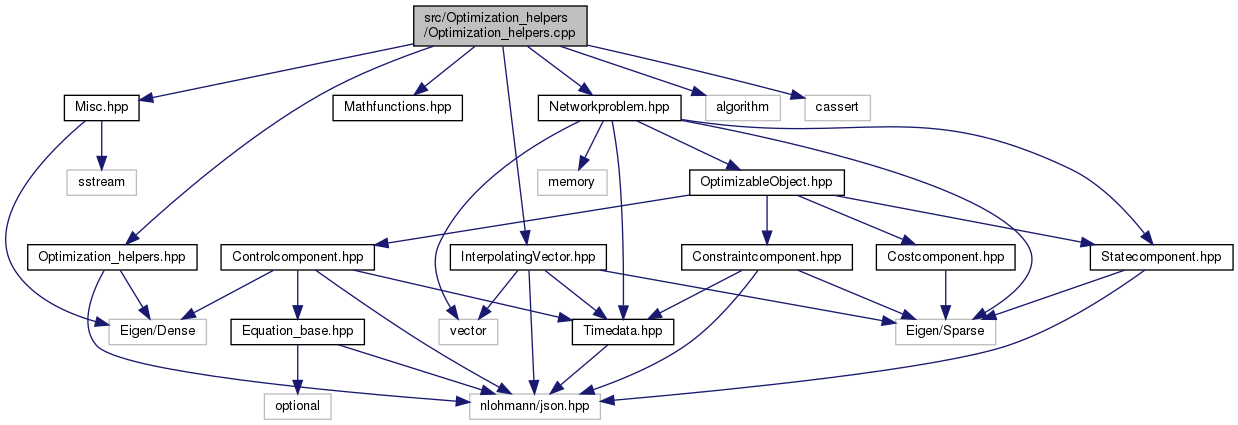 src/Optimization_helpers
/Optimization_helpers.cpp
Misc.hpp
Mathfunctions.hpp
Networkproblem.hpp
algorithm
cassert
sstream
memory
OptimizableObject.hpp
Optimization_helpers.hpp
Controlcomponent.hpp
InterpolatingVector.hpp
Constraintcomponent.hpp
Costcomponent.hpp
Statecomponent.hpp
Eigen/Dense
Equation_base.hpp
vector
Timedata.hpp
Eigen/Sparse
optional
nlohmann/json.hpp